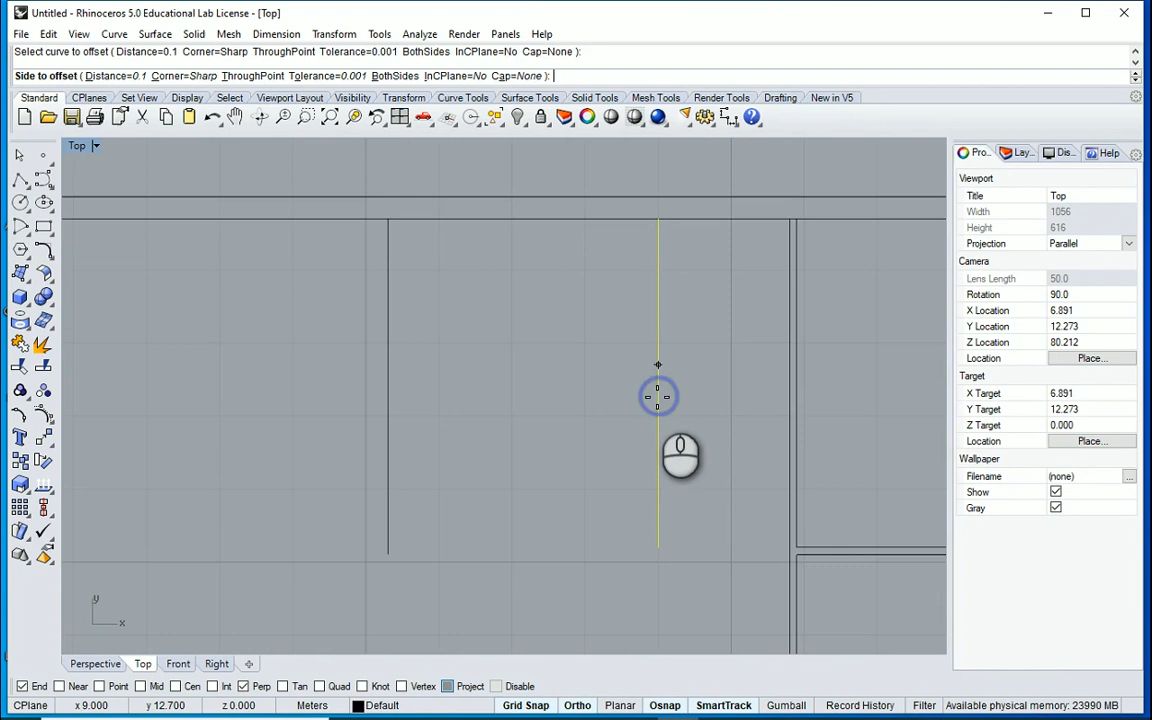 Untitled - Rhinoceros 5.0 Educational Lab License - [Top]
File Edit View Curve Surface Solid Mesh Dimension Transform Tools Analyze Render Panels Help
Select curve to offset ( Distance=0.1 Corner=Sharp ThroughPoint Tolerance=0.001 BothSides InCPlane=No Cap=None ):
Side to offset ( Distance=0.1 Corner=Sharp ThroughPoint Tolerance=0.001 BothSides InCPlane=No Cap=None ):
Standard CPlanes Set View Display Select Viewport Layout Visibility Transform Curve Tools Surface Tools Solid Tools Mesh Tools Render Tools Drafting New in V5
Top
Pro... Lay... Dis... Help
Viewport
Title Top
Width 1056
Height 616
Projection Parallel
Camera
Lens Length 50.0
Rotation 90.0
X Location 6.891
Y Location 12.273
Z Location 80.212
Location Place...
Target
X Target 6.891
Y Target 12.273
Z Target 0.000
Location Place...
Wallpaper
Filename (none) ...
Show
Gray
y
x
Perspective Top Front Right
End Near Point Mid Cen Int Perp Tan Quad Knot Vertex Project Disable
CPlane x 9.000 y 12.700 z 0.000 Meters Default Grid Snap Ortho Planar Osnap SmartTrack Gumball Record History Filter Available physical memory: 23990 MB